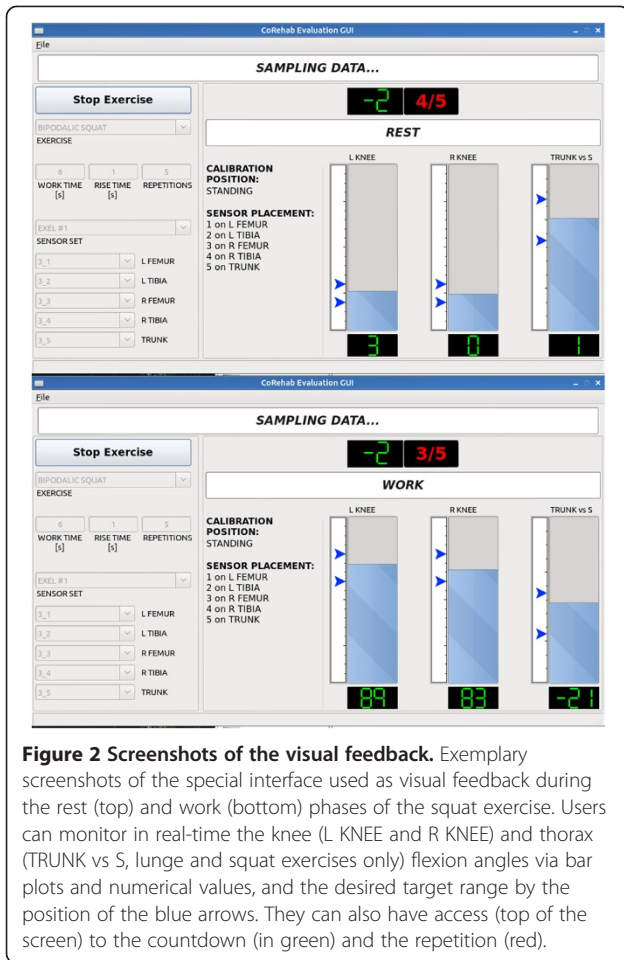 CoRehab Evaluation GUI
File
SAMPLING DATA...
Stop Exercise
-2 4/5
REST
BIPODALIC SQUAT
EXERCISE
6 1 5
WORK TIME [s] RISE TIME [s] REPETITIONS
EXEL #1
SENSOR SET
3_1 L FEMUR
3_2 L TIBIA
3_3 R FEMUR
3_4 R TIBIA
3_5 TRUNK
CALIBRATION
POSITION:
STANDING
SENSOR PLACEMENT:
1 on L FEMUR
2 on L TIBIA
3 on R FEMUR
4 on R TIBIA
5 on TRUNK
L KNEE R KNEE TRUNK vs S
3 0 1
CoRehab Evaluation GUI
File
SAMPLING DATA...
Stop Exercise
-2 3/5
WORK
BIPODALIC SQUAT
EXERCISE
6 1 5
WORK TIME [s] RISE TIME [s] REPETITIONS
EXEL #1
SENSOR SET
3_1 L FEMUR
3_2 L TIBIA
3_3 R FEMUR
3_4 R TIBIA
3_5 TRUNK
CALIBRATION
POSITION:
STANDING
SENSOR PLACEMENT:
1 on L FEMUR
2 on L TIBIA
3 on R FEMUR
4 on R TIBIA
5 on TRUNK
L KNEE R KNEE TRUNK vs S
89 83 -21
Figure 2 Screenshots of the visual feedback. Exemplary
screenshots of the special interface used as visual feedback during
the rest (top) and work (bottom) phases of the squat exercise. Users
can monitor in real-time the knee (L KNEE and R KNEE) and thorax
(TRUNK vs S, lunge and squat exercises only) flexion angles via bar
plots and numerical values, and the desired target range by the
position of the blue arrows. They can also have access (top of the
screen) to the countdown (in green) and the repetition (red).